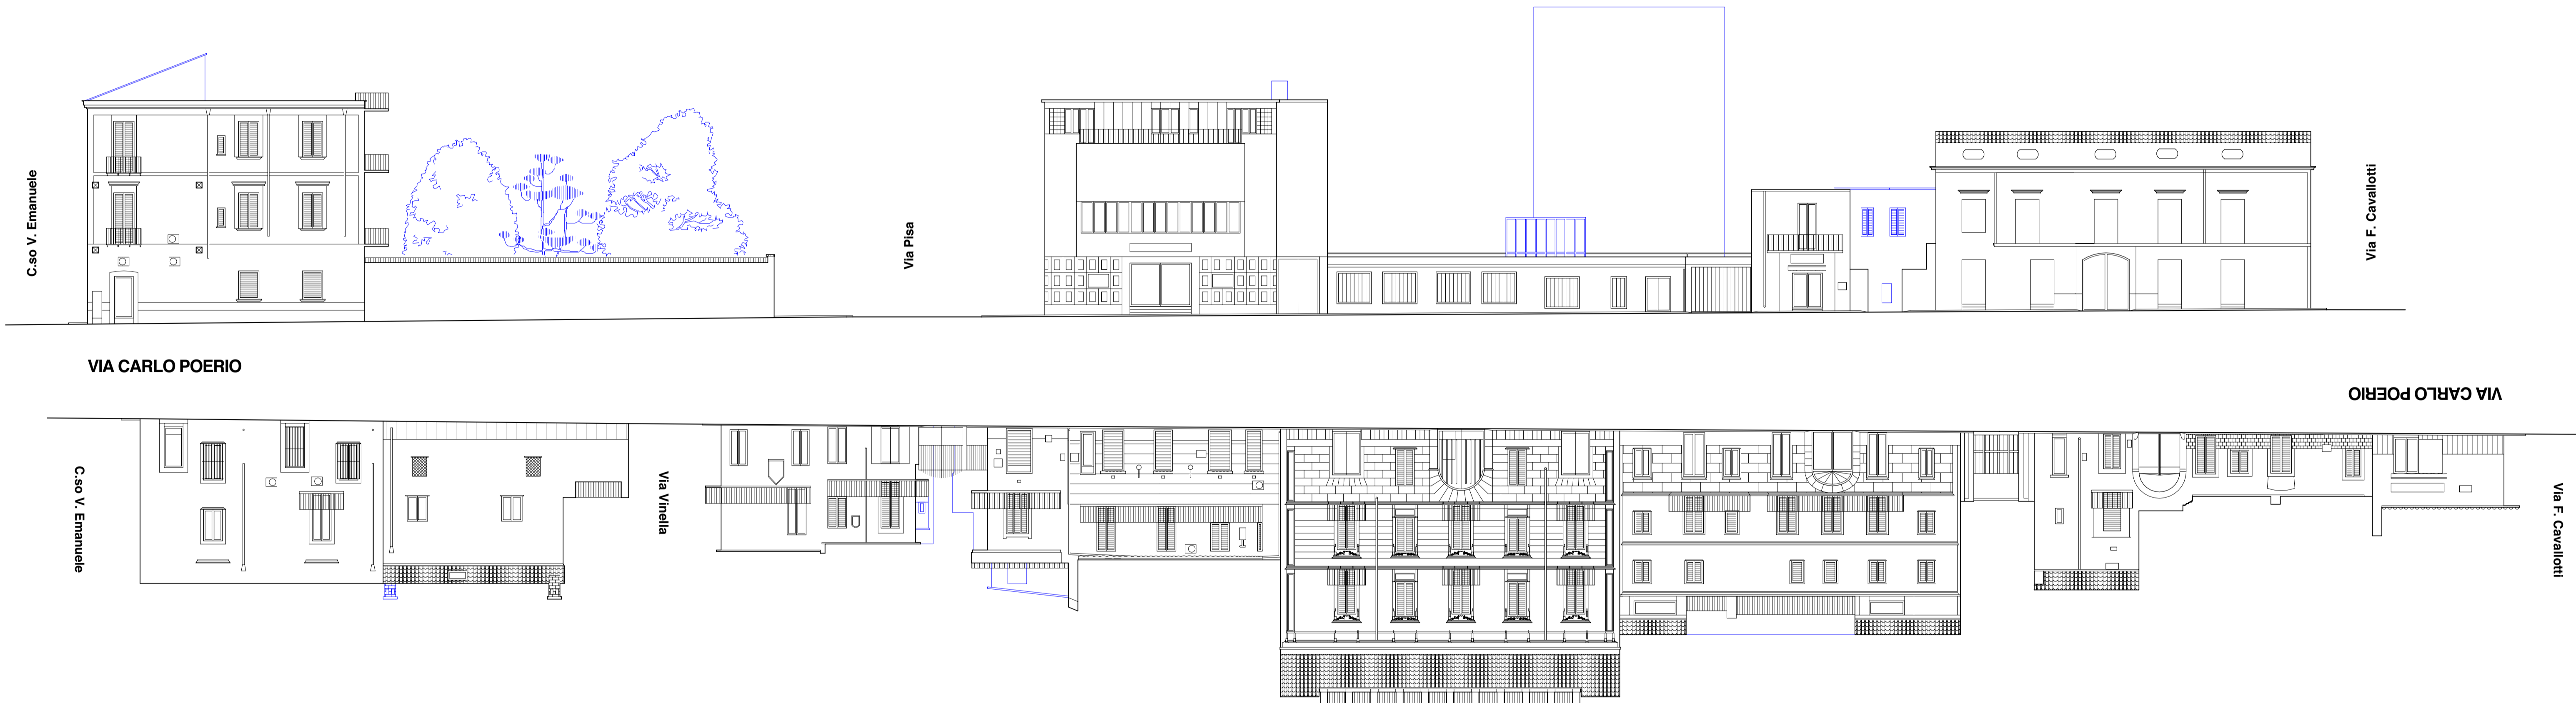 C.so V. Emanuele
Via Pisa
Via F. Cavallotti
VIA CARLO POERIO
VIA CARLO POERIO
C.so V. Emanuele
Via Vinella
Via F. Cavallotti